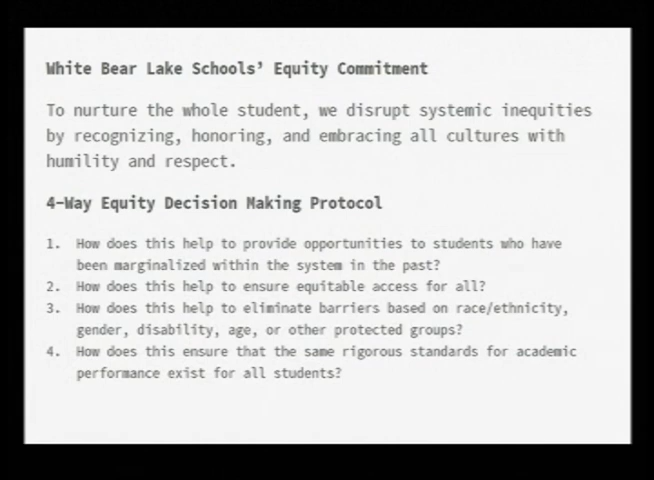 White Bear Lake Schools’ Equity Commitment
To nurture the whole student, we disrupt systemic inequities
by recognizing, honoring, and embracing all cultures with
humility and respect.
4-Way Equity Decision Making Protocol
1. How does this help to provide opportunities to students who have
been marginalized within the system in the past?
2. How does this help to ensure equitable access for all?
3. How does this help to eliminate barriers based on race/ethnicity,
gender, disability, age, or other protected groups?
4. How does this ensure that the same rigorous standards for academic
performance exist for all students?